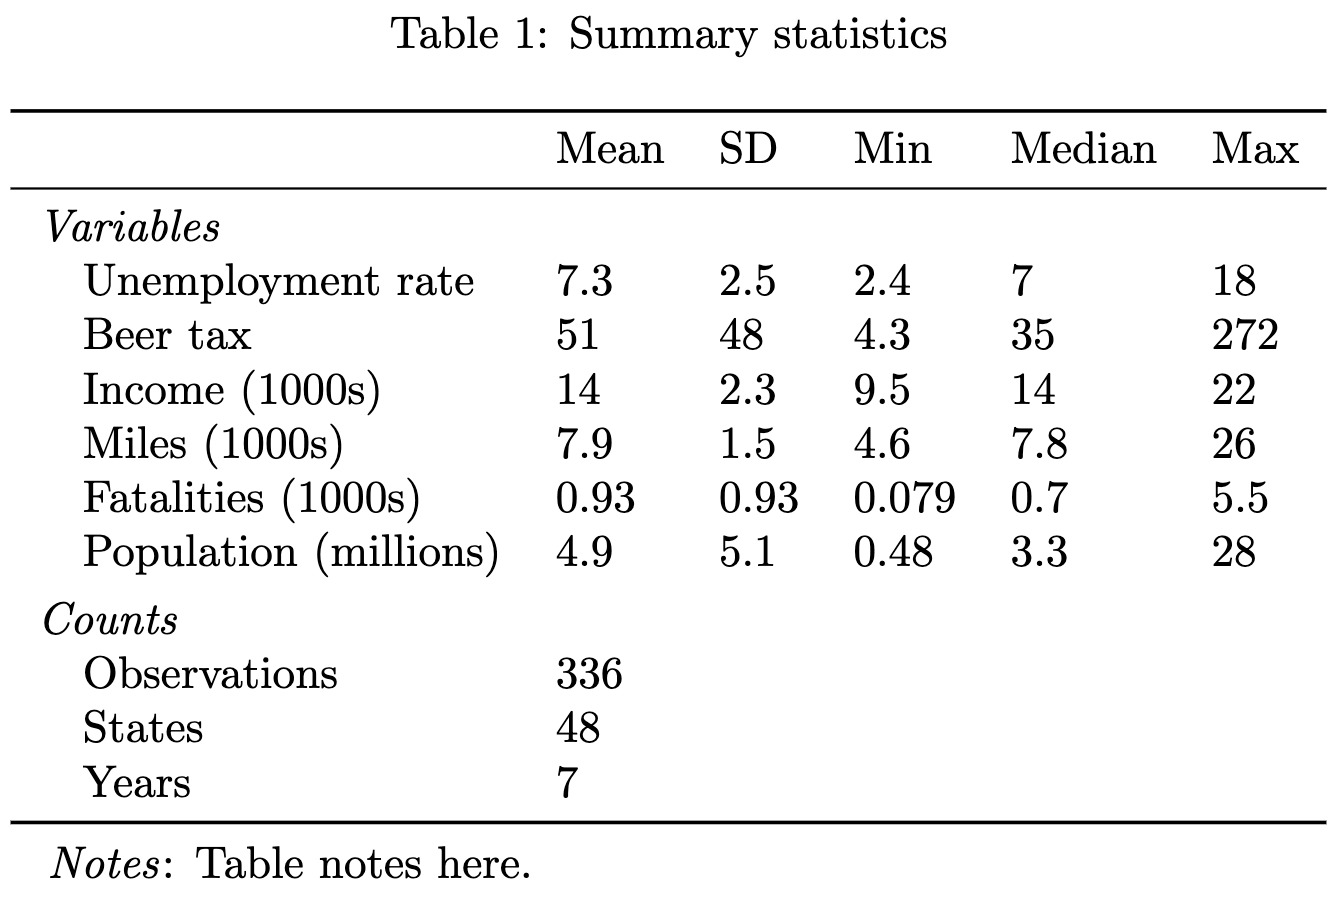 Table 1: Summary statistics
Mean SD Min Median Max
Variables
Unemployment rate 7.3 2.5 2.4 7 18
Beer tax 51 48 4.3 35 272
Income (1000s) 14 2.3 9.5 14 22
Miles (1000s) 7.9 1.5 4.6 7.8 26
Fatalities (1000s) 0.93 0.93 0.079 0.7 5.5
Population (millions) 4.9 5.1 0.48 3.3 28
Counts
Observations 336
States 48
Years 7
Notes: Table notes here.